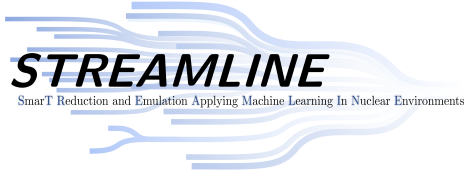 STREAMLINE
SmarT Reduction and Emulation Applying Machine Learning In Nuclear Environments